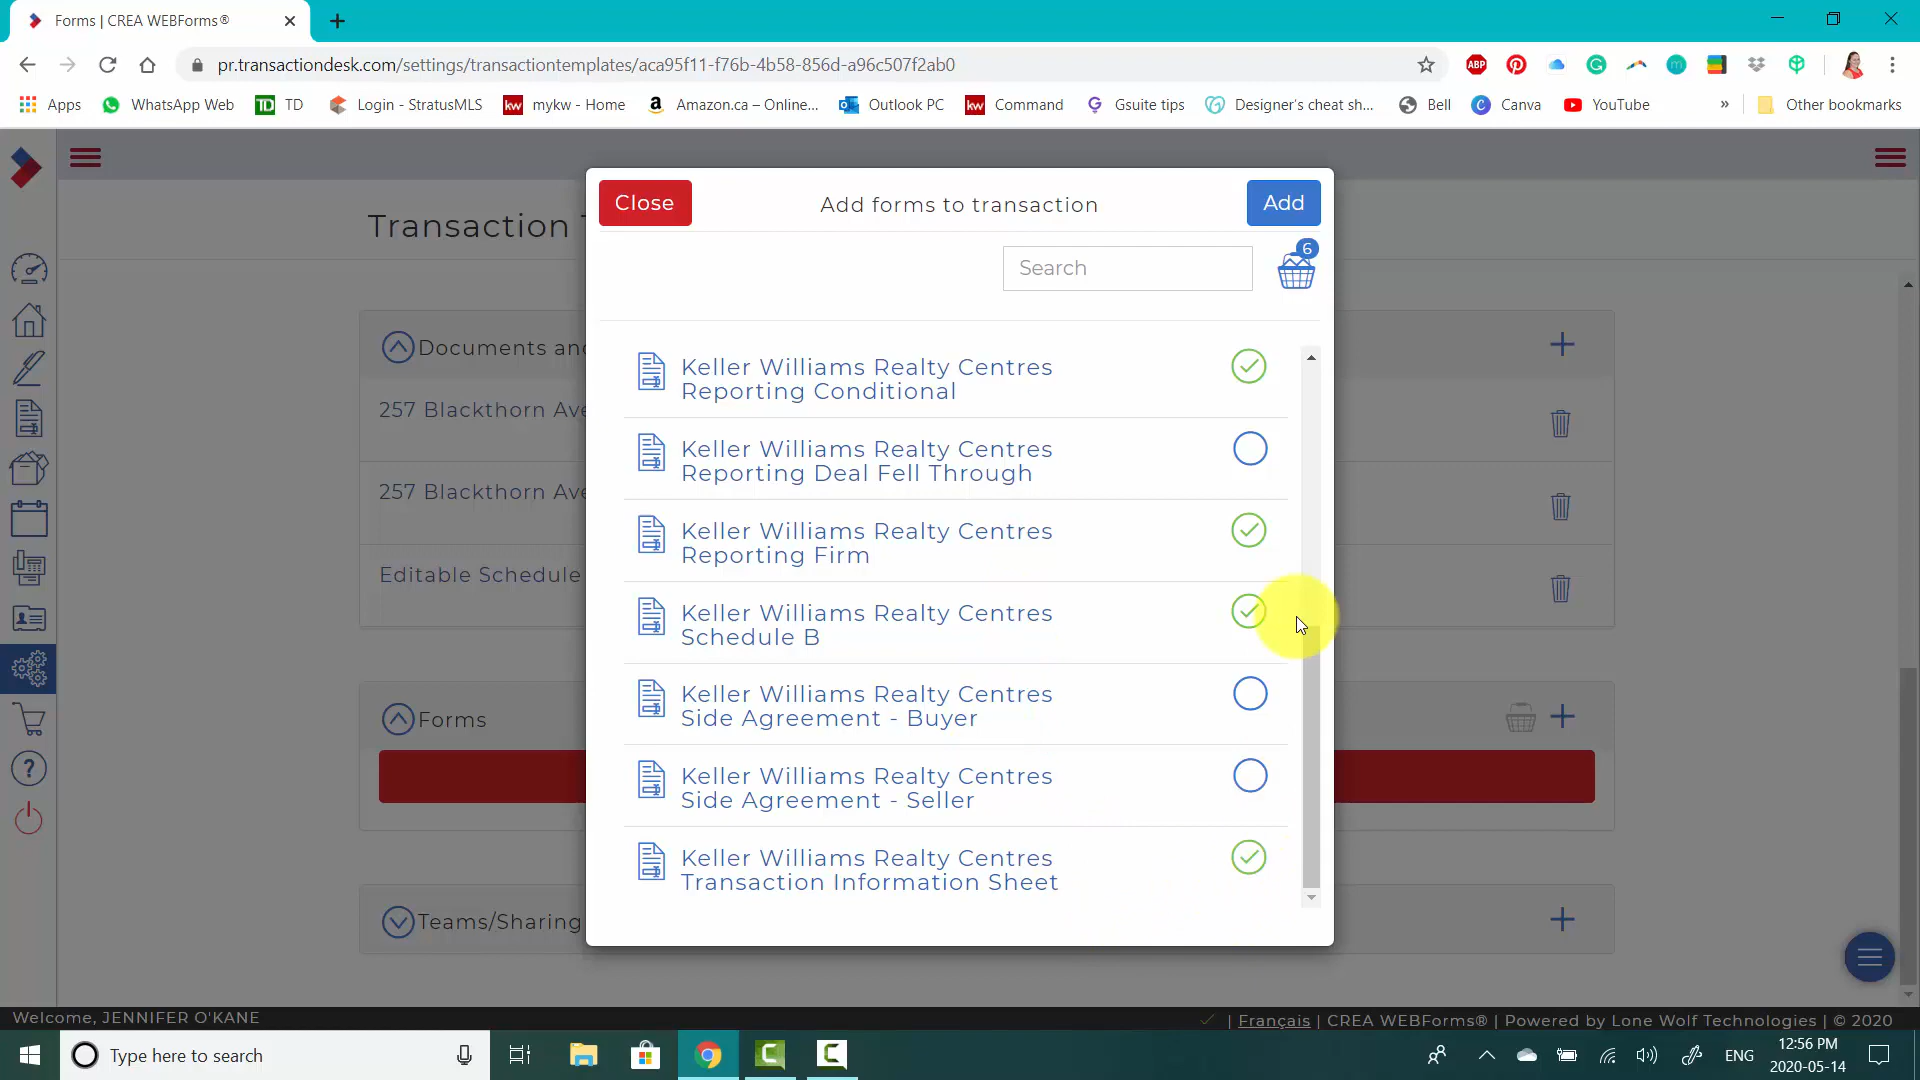 Forms | CREA WEBForms®
pr.transactiondesk.com/settings/transactiontemplates/aca95f11-f76b-4b58-856d-a96c507f2ab0
ABP
Apps
WhatsApp Web
TD
TD
Login - StratusMLS
kw
mykw - Home
Amazon.ca – Online...
Outlook PC
kw
Command
Gsuite tips
Designer's cheat sh...
Bell
Canva
YouTube
»
Other bookmarks
Transaction T
Close
Add forms to transaction
Add
Search
6
Documents and
257 Blackthorn Ave
257 Blackthorn Ave
Editable Schedule
Forms
Teams/Sharing
Keller Williams Realty Centres
Reporting Conditional
Keller Williams Realty Centres
Reporting Deal Fell Through
Keller Williams Realty Centres
Reporting Firm
Keller Williams Realty Centres
Schedule B
Keller Williams Realty Centres
Side Agreement - Buyer
Keller Williams Realty Centres
Side Agreement - Seller
Keller Williams Realty Centres
Transaction Information Sheet
Welcome, JENNIFER O'KANE
| Français | CREA WEBForms® | Powered by Lone Wolf Technologies | © 2020
Type here to search
ENG
12:56 PM
2020-05-14